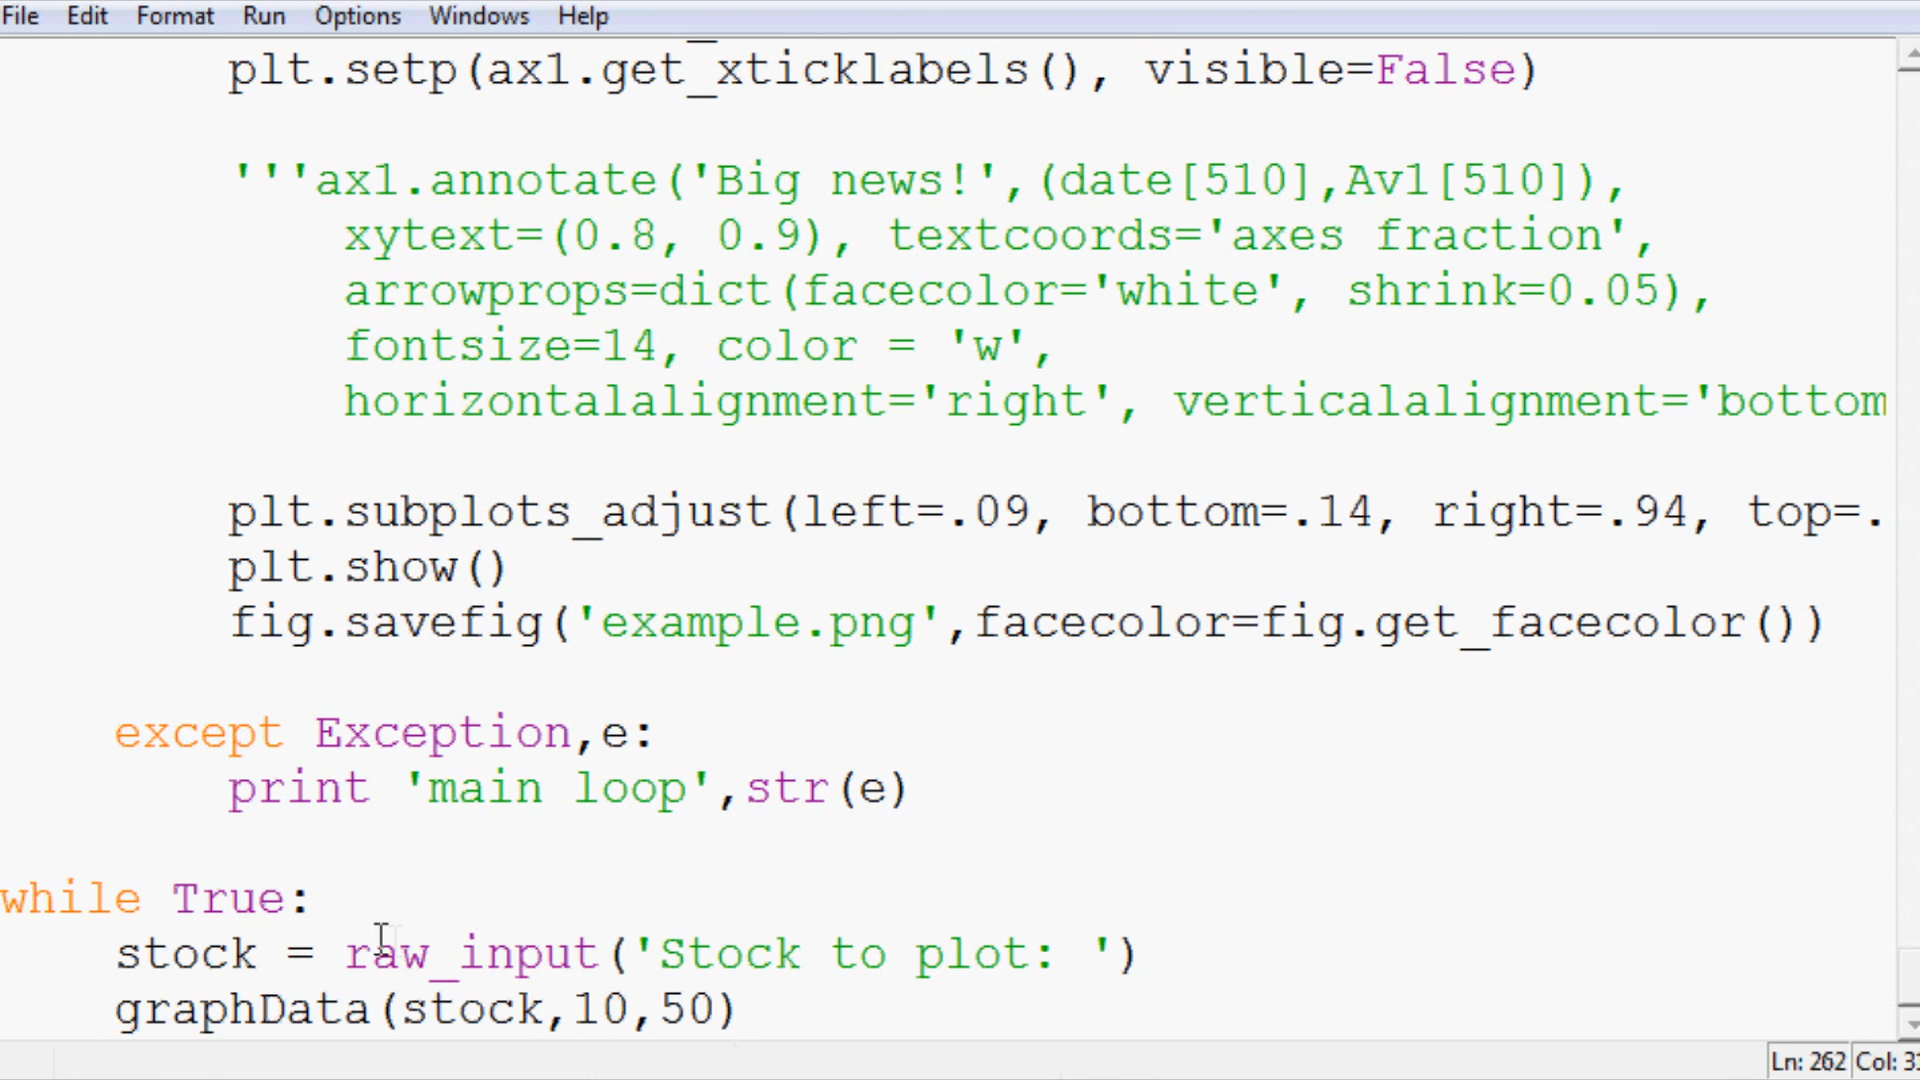 File Edit Format Run Options Windows Help
plt.setp(ax1.get_xticklabels(), visible=False)
'''ax1.annotate('Big news!',(date[510],Av1[510]),
xytext=(0.8, 0.9), textcoords='axes fraction',
arrowprops=dict(facecolor='white', shrink=0.05),
fontsize=14, color = 'w',
horizontalalignment='right', verticalalignment='bottom
plt.subplots_adjust(left=.09, bottom=.14, right=.94, top=.
plt.show()
fig.savefig('example.png',facecolor=fig.get_facecolor())
except Exception,e:
print 'main loop',str(e)
while True:
stock = raw_input('Stock to plot: ')
graphData(stock,10,50)
Ln: 262 Col: 3